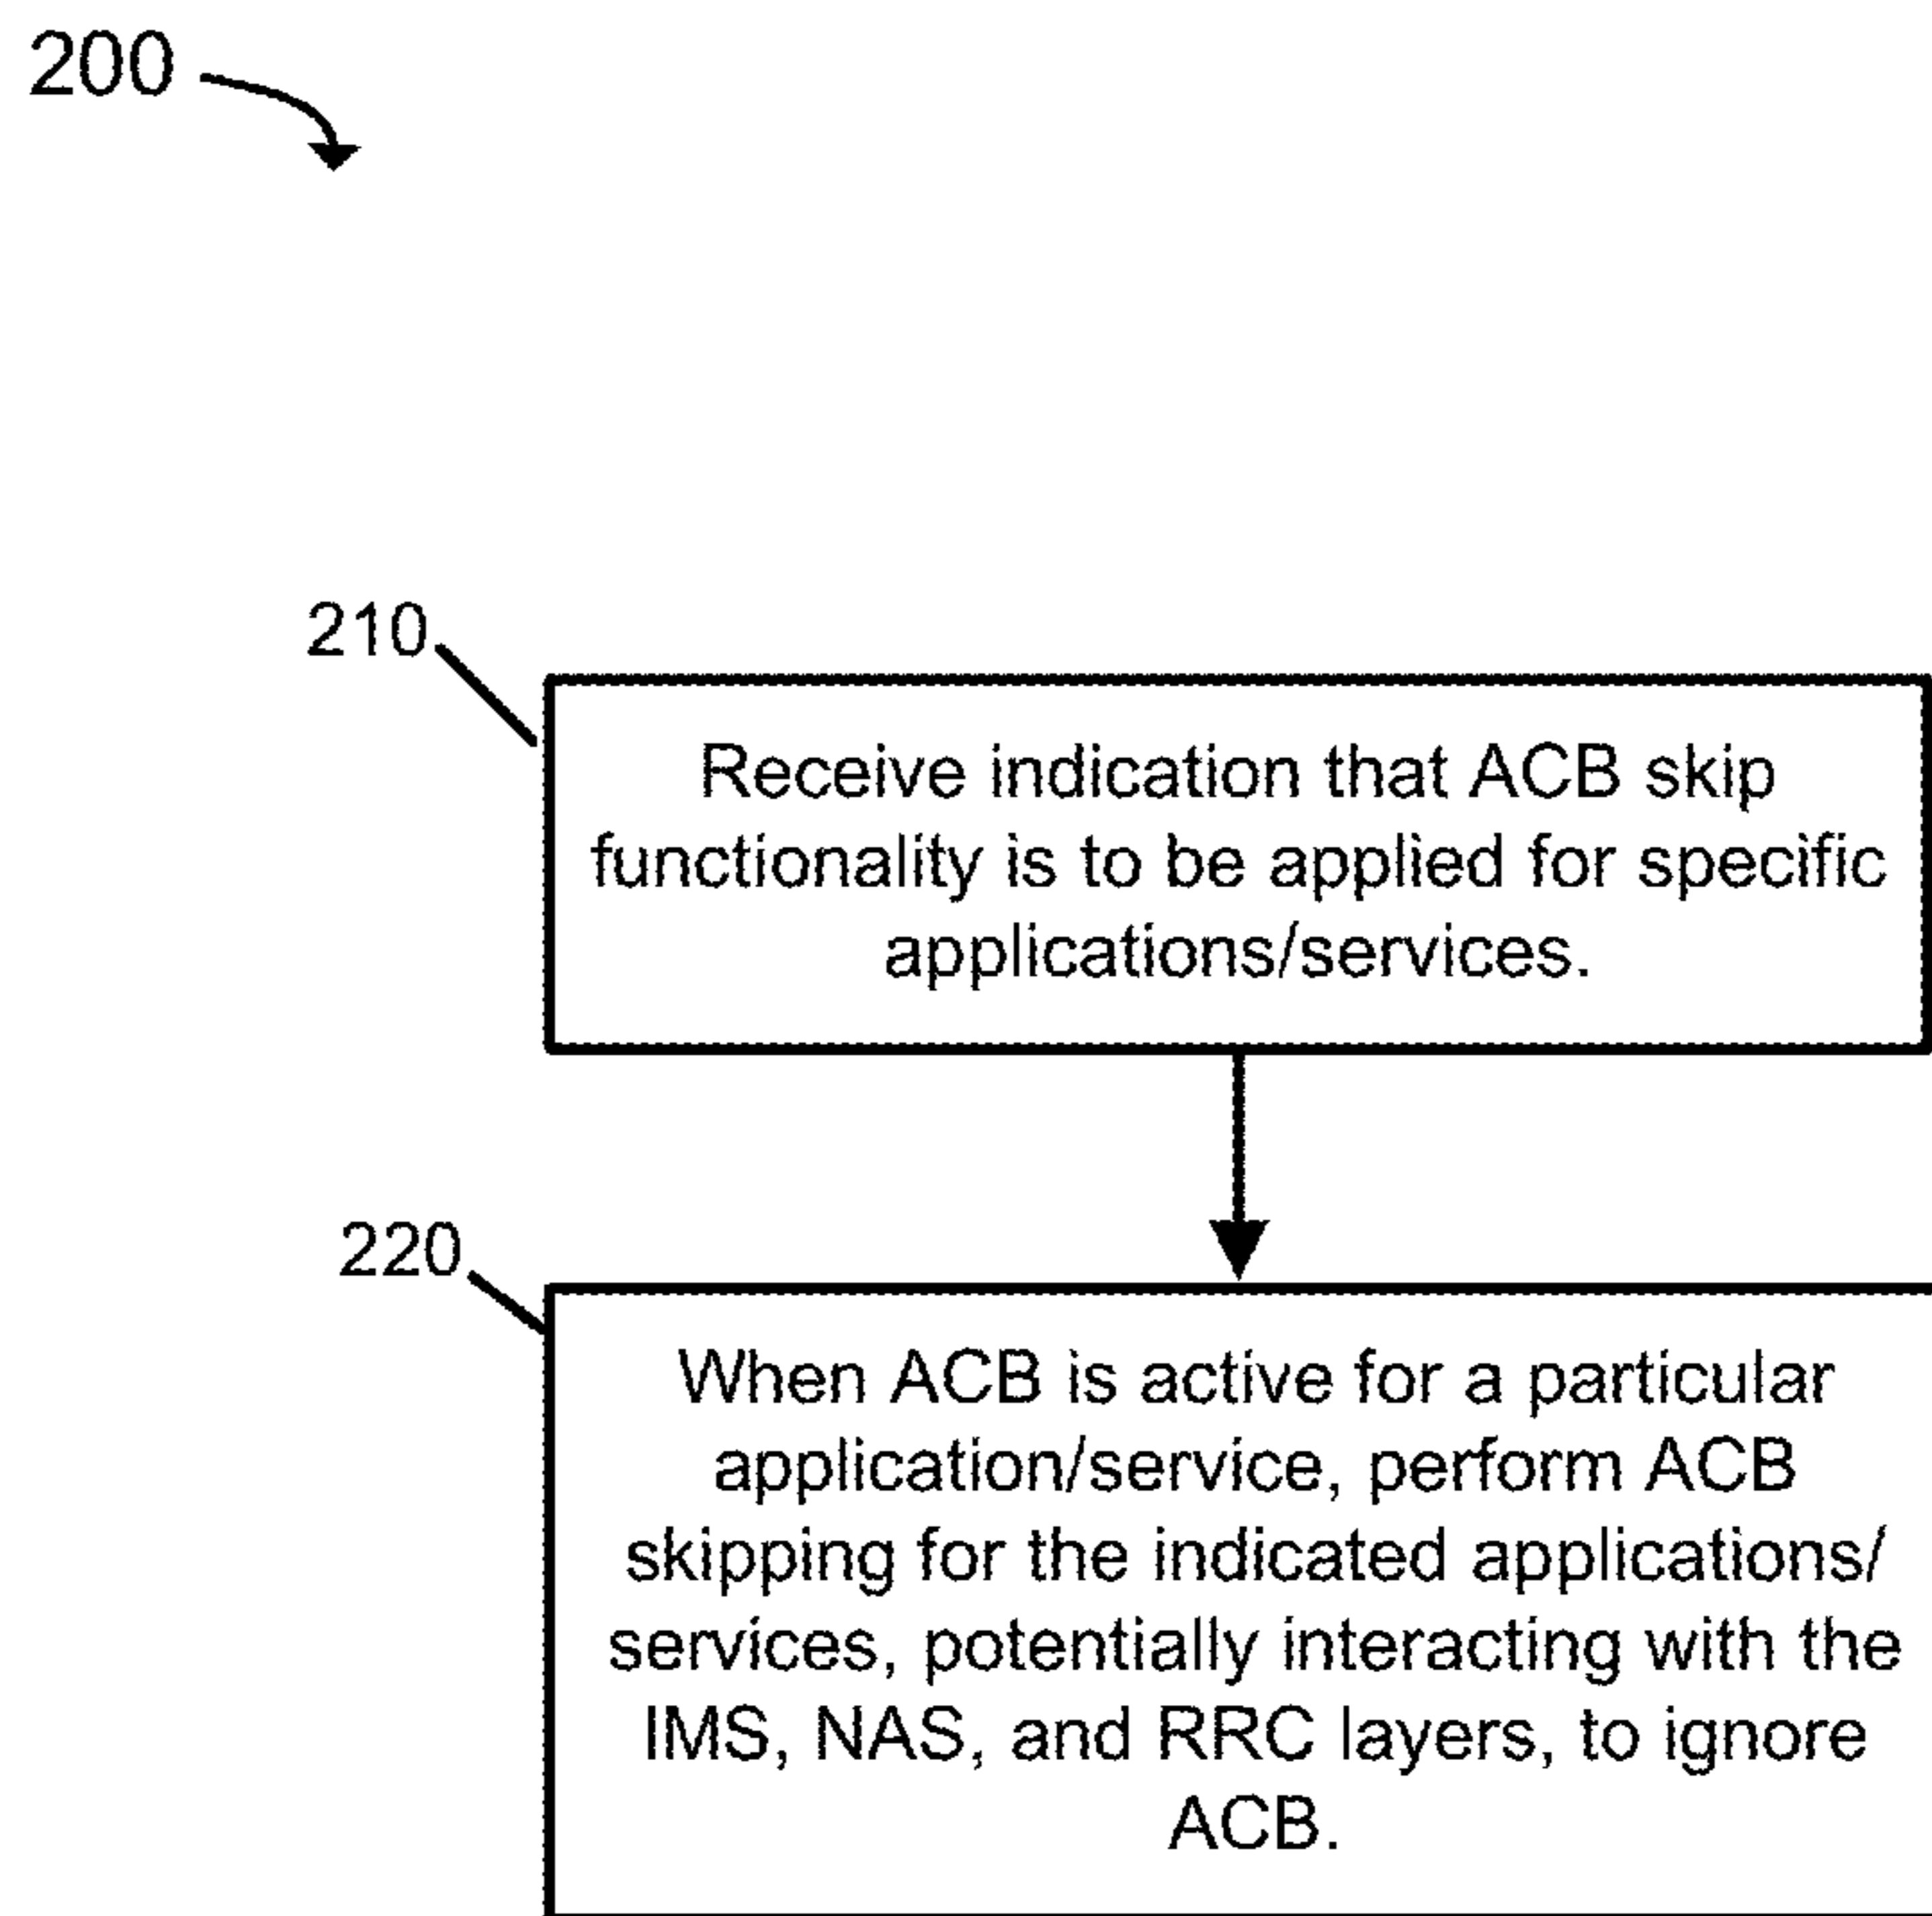 200
210
Receive indication that ACB skip
functionality is to be applied for specific
applications/services.
220
When ACB is active for a particular
application/service, perform ACB
skipping for the indicated applications/
services, potentially interacting with the
IMS, NAS, and RRC layers, to ignore
ACB.